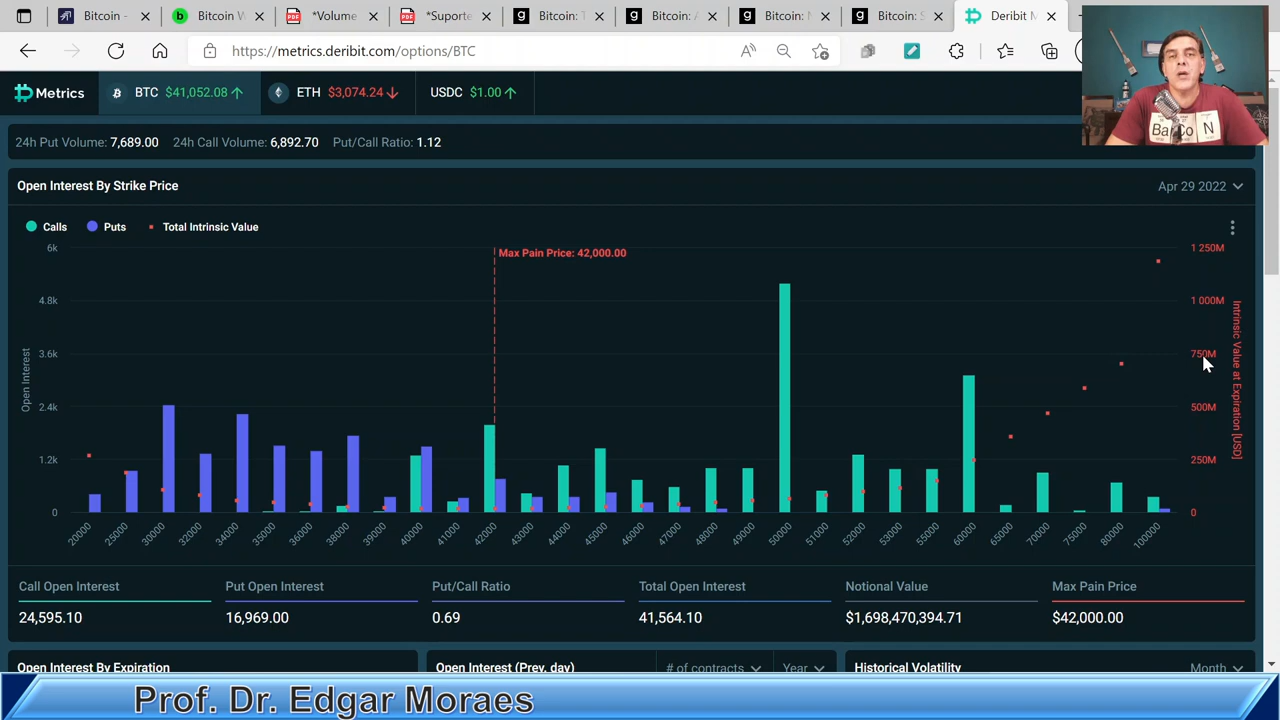 Bitcoin -
Bitcoin W
*Volume
*Suporte
Bitcoin: T
Bitcoin: A
Bitcoin:
Bitcoin: S
Deribit M
https://metrics.deribit.com/options/BTC
Metrics
BTC $41,052.08 ↑
ETH $3,074.24 ↓
USDC $1.00 ↑
24h Put Volume: 7,689.00 24h Call Volume: 6,892.70 Put/Call Ratio: 1.12
Open Interest By Strike Price
Apr 29 2022
Calls Puts Total Intrinsic Value
Max Pain Price: 42,000.00
6k
4.8k
3.6k
2.4k
1.2k
0
Open Interest
1 250M
1 000M
750M
500M
250M
0
Intrinsic Value at Expiration [USD]
20000 25000 30000 32000 34000 35000 36000 38000 39000 40000 41000 42000 43000 44000 45000 46000 47000 48000 49000 50000 51000 52000 53000 55000 60000 65000 70000 75000 80000 100000
Call Open Interest Put Open Interest Put/Call Ratio Total Open Interest Notional Value Max Pain Price
24,595.10 16,969.00 0.69 41,564.10 $1,698,470,394.71 $42,000.00
Open Interest By Expiration
Open Interest (Prev. day) # of contracts Year
Historical Volatility Month
Ba Co N
Prof. Dr. Edgar Moraes